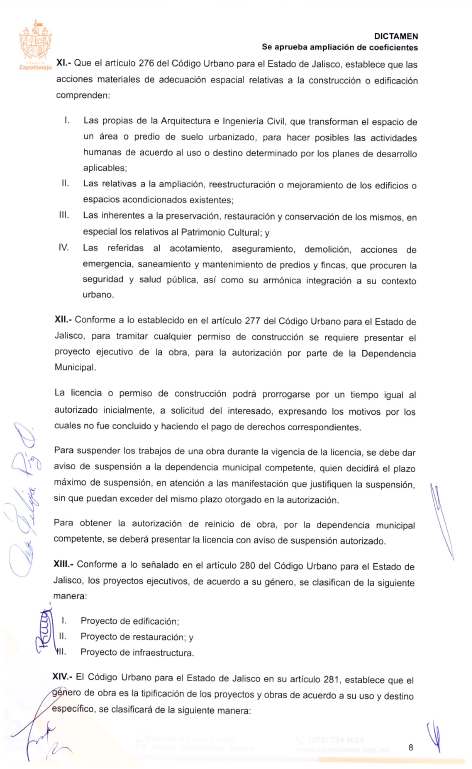 Zapotlanejo
DICTAMEN
Se aprueba ampliación de coeficientes
XI.- Que el artículo 276 del Código Urbano para el Estado de Jalisco, establece que las
acciones materiales de adecuación espacial relativas a la construcción o edificación
comprenden:
I. Las propias de la Arquitectura e Ingeniería Civil, que transforman el espacio de
un área o predio de suelo urbanizado, para hacer posibles las actividades
humanas de acuerdo al uso o destino determinado por los planes de desarrollo
aplicables;
II. Las relativas a la ampliación, reestructuración o mejoramiento de los edificios o
espacios acondicionados existentes;
III. Las inherentes a la preservación, restauración y conservación de los mismos, en
especial los relativos al Patrimonio Cultural; y
IV. Las referidas al acotamiento, aseguramiento, demolición, acciones de
emergencia, saneamiento y mantenimiento de predios y fincas, que procuren la
seguridad y salud pública, así como su armónica integración a su contexto
urbano.
XII.- Conforme a lo establecido en el artículo 277 del Código Urbano para el Estado de
Jalisco, para tramitar cualquier permiso de construcción se requiere presentar el
proyecto ejecutivo de la obra, para la autorización por parte de la Dependencia
Municipal.
La licencia o permiso de construcción podrá prorrogarse por un tiempo igual al
autorizado inicialmente, a solicitud del interesado, expresando los motivos por los
cuales no fue concluido y haciendo el pago de derechos correspondientes.
Para suspender los trabajos de una obra durante la vigencia de la licencia, se debe dar
aviso de suspensión a la dependencia municipal competente, quien decidirá el plazo
máximo de suspensión, en atención a las manifestación que justifiquen la suspensión,
sin que puedan exceder del mismo plazo otorgado en la autorización.
Para obtener la autorización de reinicio de obra, por la dependencia municipal
competente, se deberá presentar la licencia con aviso de suspensión autorizado.
XIII.- Conforme a lo señalado en el artículo 280 del Código Urbano para el Estado de
Jalisco, los proyectos ejecutivos, de acuerdo a su género, se clasifican de la siguiente
manera:
I. Proyecto de edificación;
II. Proyecto de restauración; y
III. Proyecto de infraestructura.
XIV.- El Código Urbano para el Estado de Jalisco en su artículo 281, establece que el
género de obra es la tipificación de los proyectos y obras de acuerdo a su uso y destino
específico, se clasificará de la siguiente manera:
8